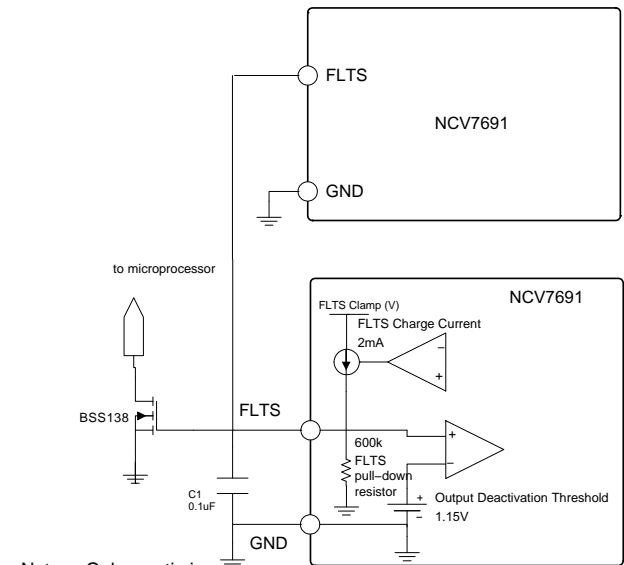 FLTS
NCV7691
GND
to microprocessor
NCV7691
FLTS Clamp (V)
FLTS Charge Current
2mA
−
+
BSS138
FLTS
600k
FLTS
pull−down
resistor
+
−
C1
0.1uF
+
Output Deactivation Threshold
−
1.15V
GND